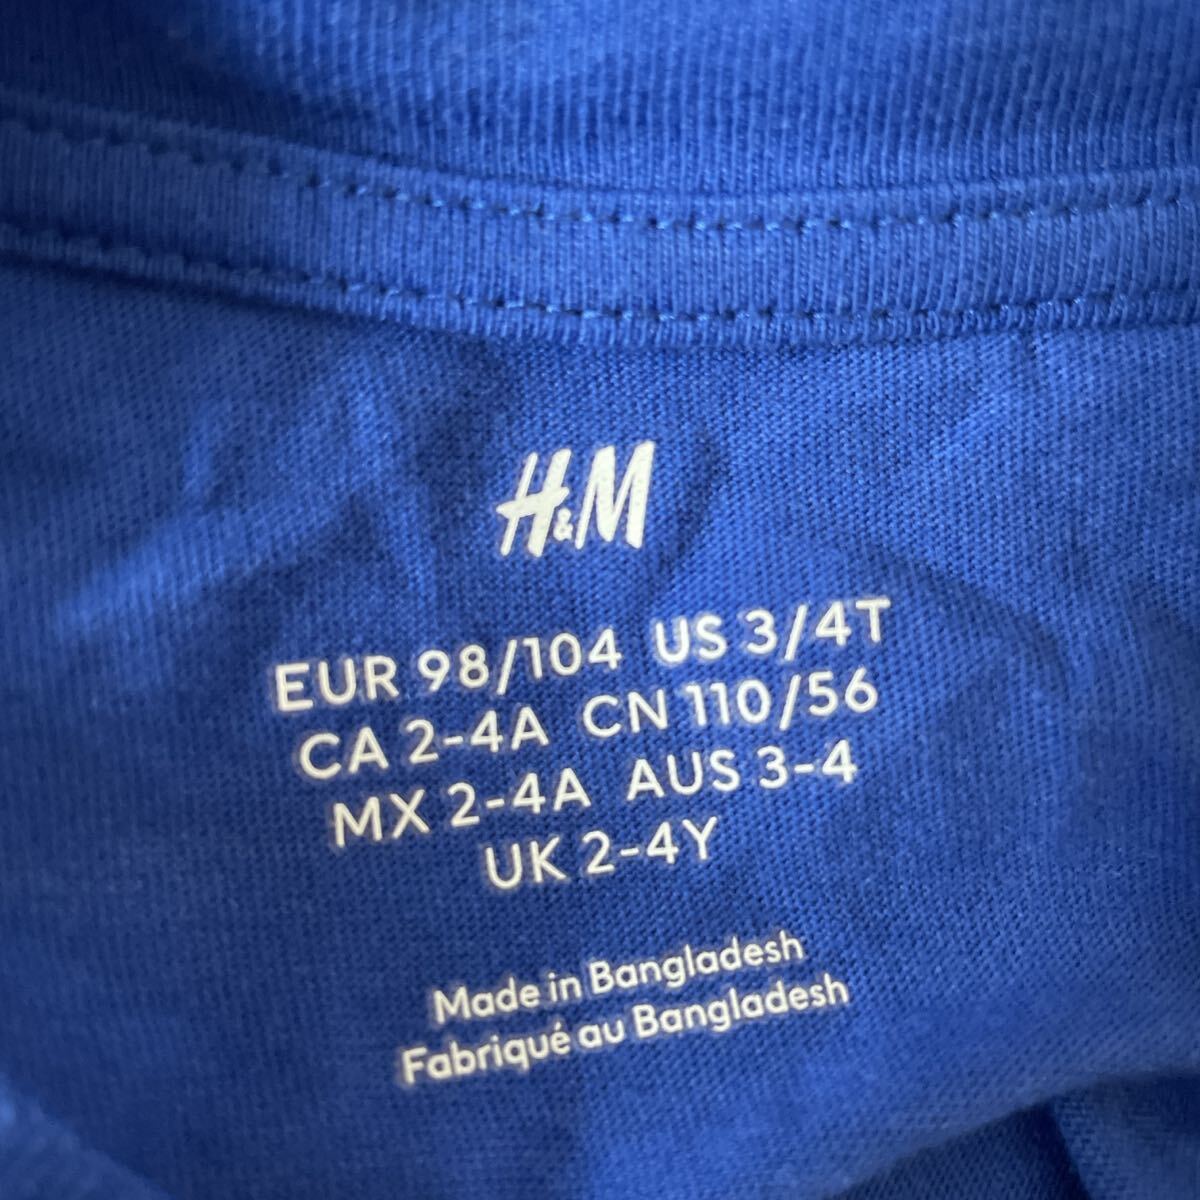 H&M
EUR 98/104 US 3/4T
CA 2-4A CN 110/56
MX 2-4A AUS 3-4
UK 2-4Y
Made in Bangladesh
Fabriqué au Bangladesh